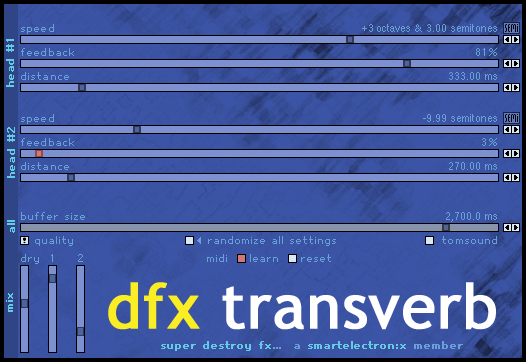 head #1
speed +3 octaves & 3.00 semitones
SEMI
feedback 81%
distance 333.00 ms
head #2
speed -9.99 semitones
SEMI
feedback 3%
distance 270.00 ms
all
buffer size 2,700.0 ms
quality randomize all settings tomsound
mix
dry 1 2 midi learn reset
dfx transverb
super destroy fx... a smartelectron:x member